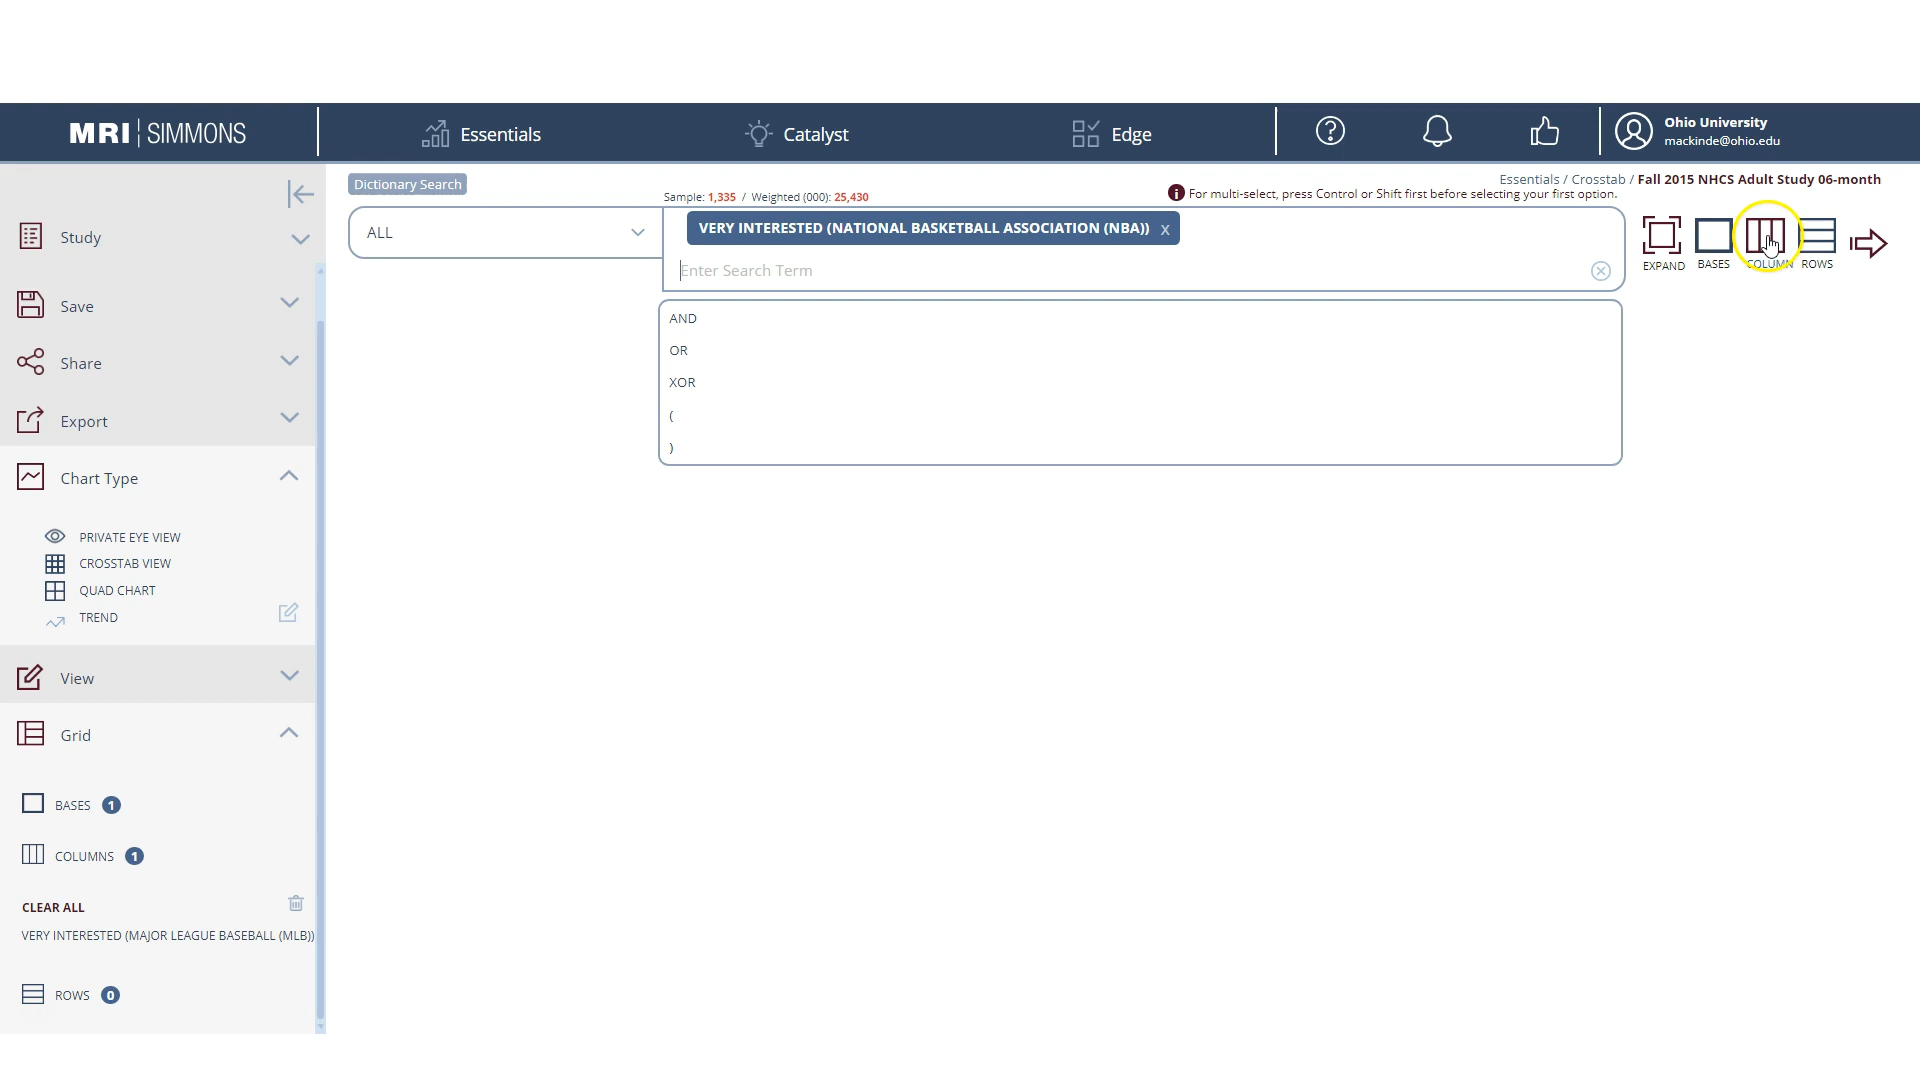 MRI | SIMMONS
Essentials
Catalyst
Edge
Ohio University
mackinde@ohio.edu
Dictionary Search
Essentials / Crosstab / Fall 2015 NHCS Adult Study 06-month
Sample: 1,335 / Weighted (000): 25,430
For multi-select, press Control or Shift first before selecting your first option.
ALL
VERY INTERESTED (NATIONAL BASKETBALL ASSOCIATION (NBA)) x
Enter Search Term
EXPAND
BASES
COLUMN
ROWS
AND
OR
XOR
(
)
Study
Save
Share
Export
Chart Type
PRIVATE EYE VIEW
CROSSTAB VIEW
QUAD CHART
TREND
View
Grid
BASES 1
COLUMNS 1
CLEAR ALL
VERY INTERESTED (MAJOR LEAGUE BASEBALL (MLB))
ROWS 0